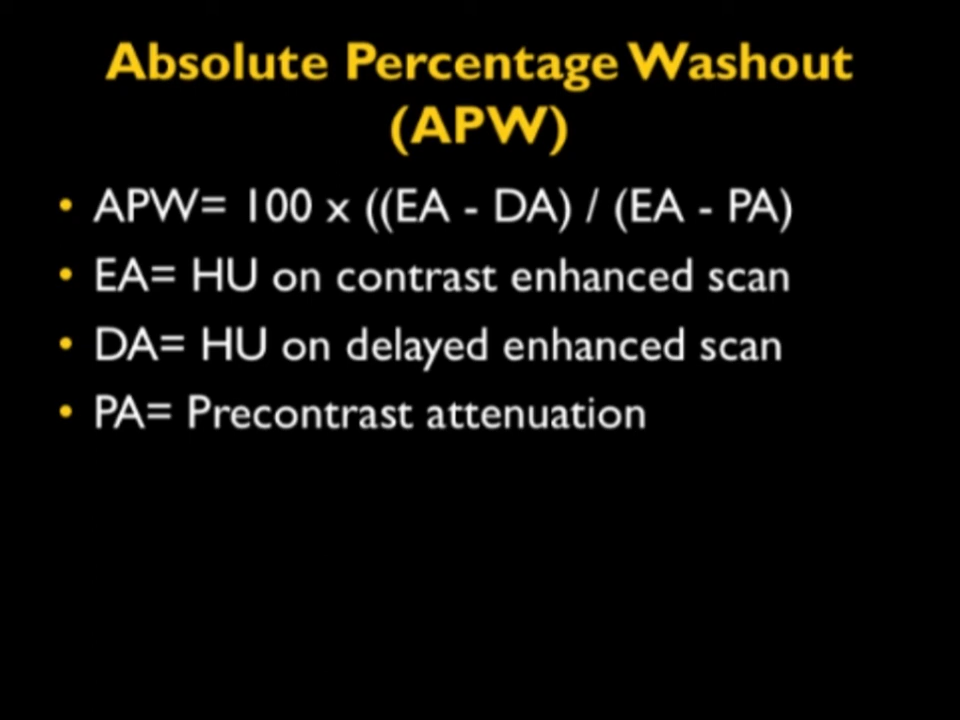 Absolute Percentage Washout
(APW)
• APW= 100 x ((EA - DA) / (EA - PA)
• EA= HU on contrast enhanced scan
• DA= HU on delayed enhanced scan
• PA= Precontrast attenuation